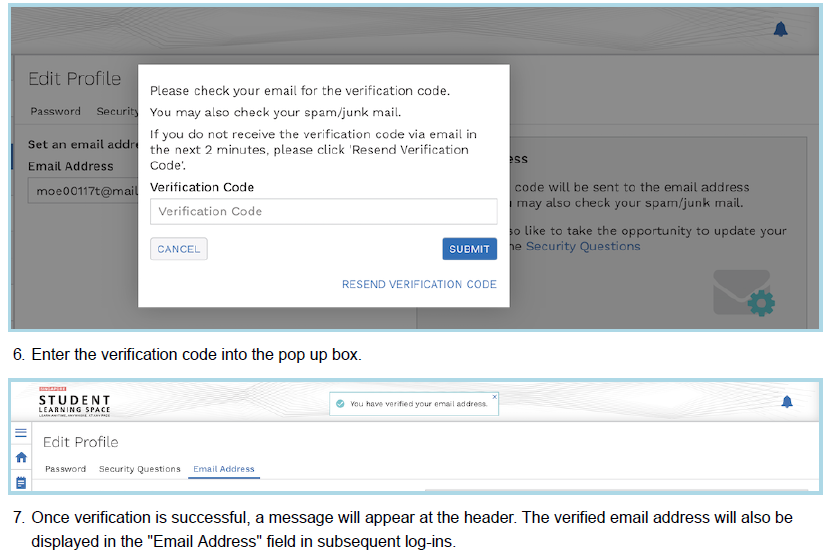 Edit Profile
Password Security
Set an email addre
Email Address
moe00117t@mail
Please check your email for the verification code.
You may also check your spam/junk mail.
If you do not receive the verification code via email in
the next 2 minutes, please click 'Resend Verification
Code'.
Verification Code
Verification Code
CANCEL
SUBMIT
RESEND VERIFICATION CODE
ess
code will be sent to the email address
may also check your spam/junk mail.
so like to take the opportunity to update your
he Security Questions
6. Enter the verification code into the pop up box.
SINGAPORE
STUDENT
LEARNING SPACE
You have verified your email address.
Edit Profile
Password Security Questions Email Address
7. Once verification is successful, a message will appear at the header. The verified email address will also be
displayed in the "Email Address" field in subsequent log-ins.